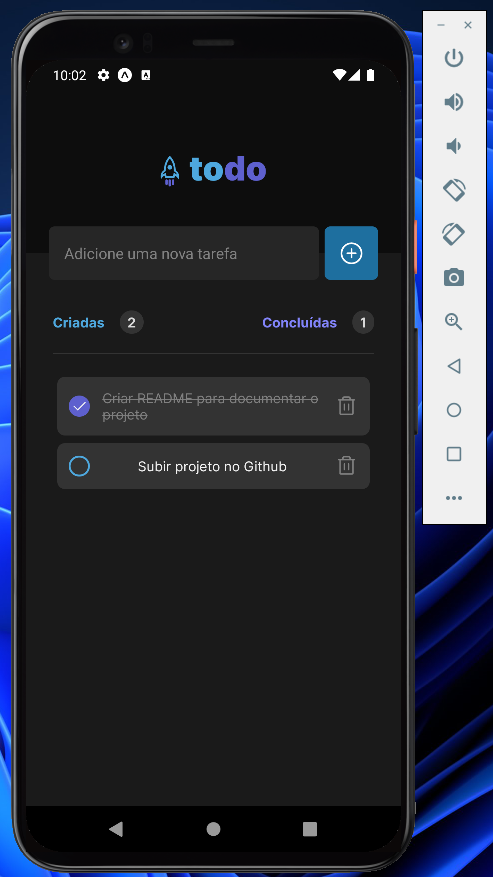 10:02
todo
Adicione uma nova tarefa
Criadas 2 Concluídas 1
Criar README para documentar o
projeto
Subir projeto no Github